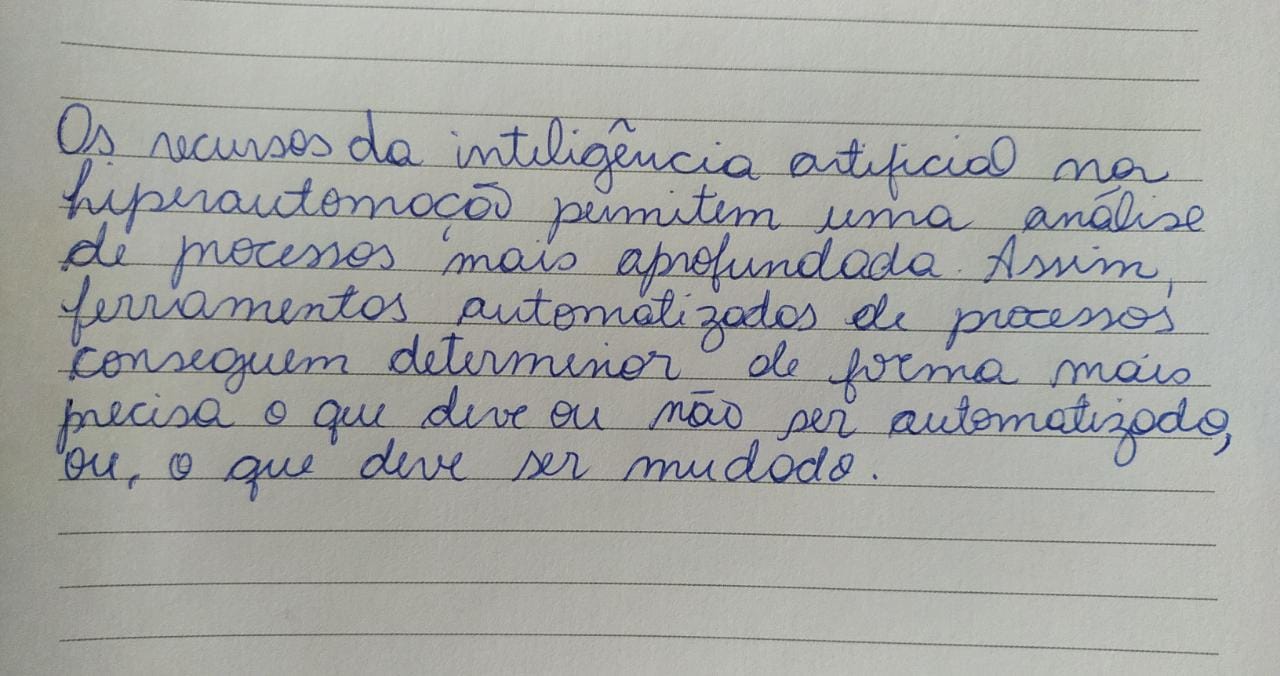 Os recursos da inteligência artificial na
hiperautomação permitem uma análise
de processos mais aprofundada. Assim,
ferramentas automatizadas de processos
conseguem determinar de forma mais
precisa o que deve ou não ser automatizado,
ou, o que deve ser mudado.